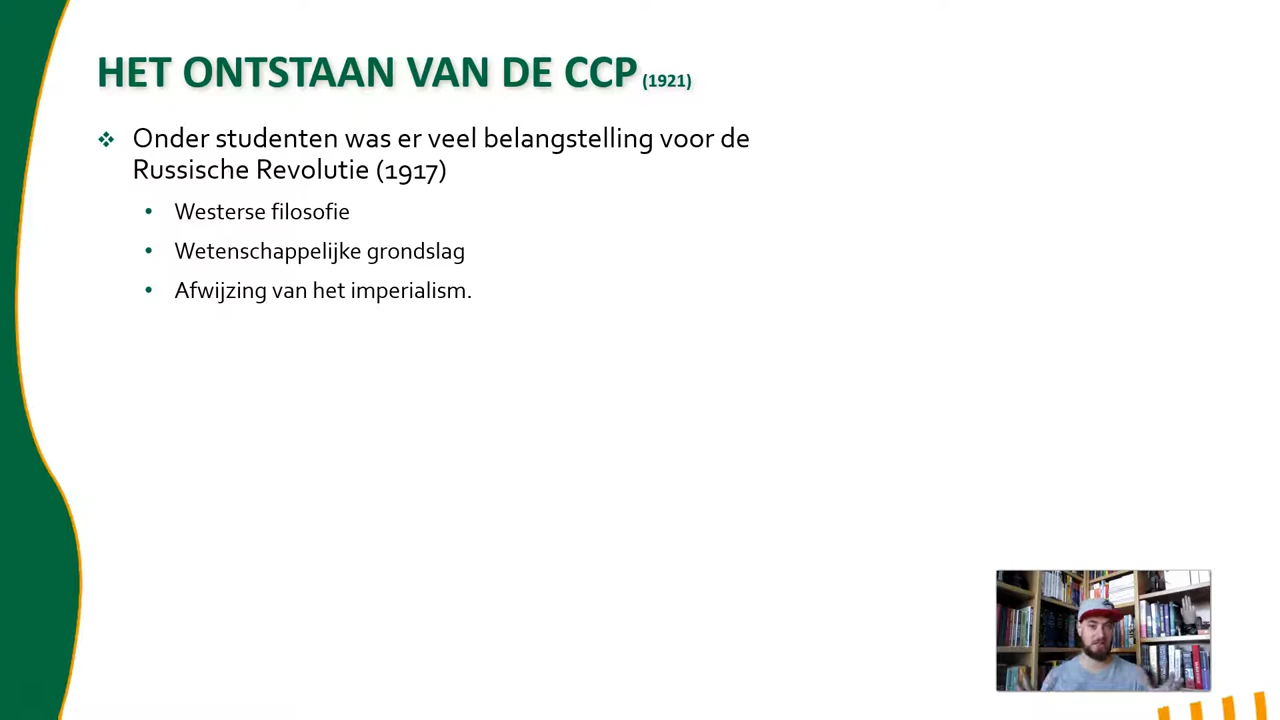 HET ONTSTAAN VAN DE CCP (1921)
Onder studenten was er veel belangstelling voor de
Russische Revolutie (1917)
Westerse filosofie
Wetenschappelijke grondslag
Afwijzing van het imperialism.